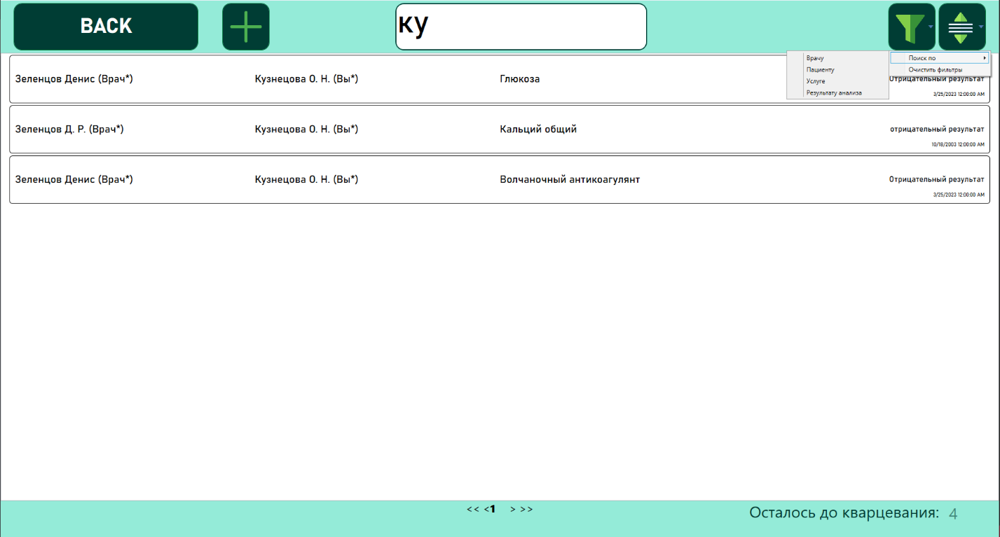 BACK
ку
Врачу
Пациенту
Услуге
Результату анализа
Поиск по
Очистить фильтры
Зеленцов Денис (Врач*) Кузнецова О. Н. (Вы*) Глюкоза Отрицательный результат
3/25/2023 12:00:00 AM
Зеленцов Д. Р. (Врач*) Кузнецова О. Н. (Вы*) Кальций общий отрицательный результат
10/18/2003 12:00:00 AM
Зеленцов Денис (Врач*) Кузнецова О. Н. (Вы*) Волчаночный антикоагулянт Отрицательный результат
3/25/2023 12:00:00 AM
<< <1 > >>
Осталось до кварцевания: 4